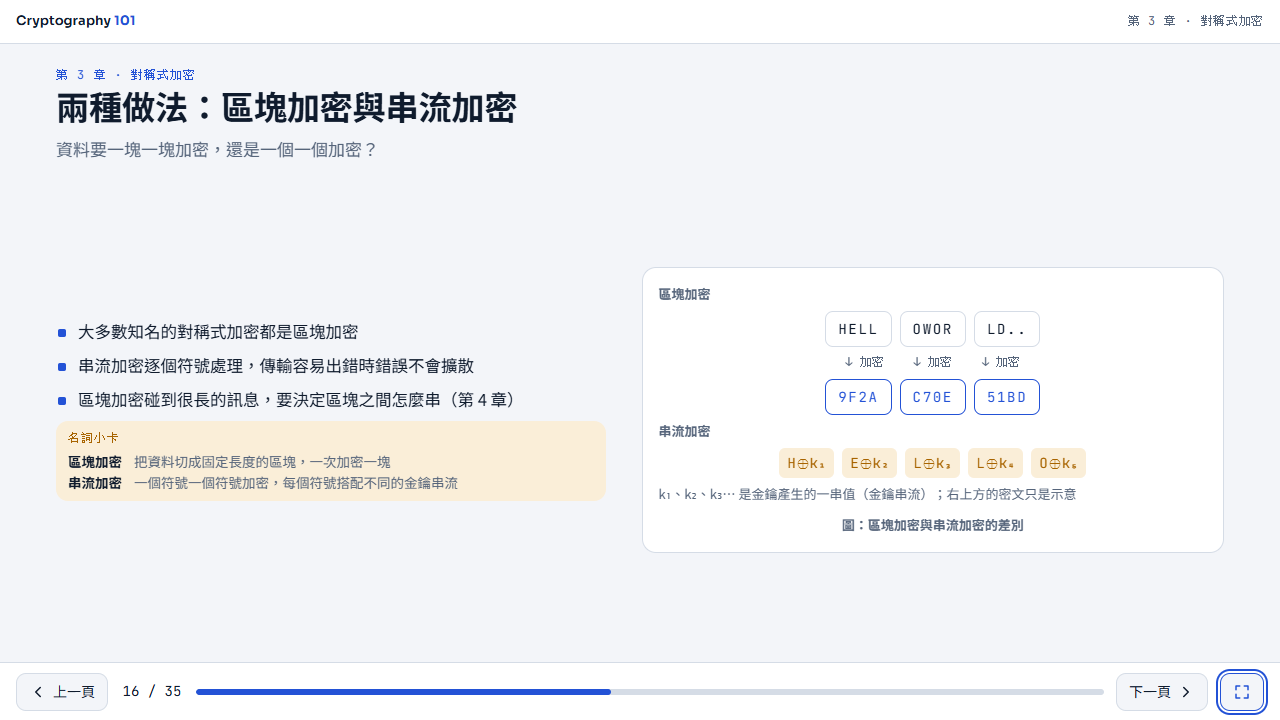 Cryptography 101
第 3 章 · 對稱式加密
第 3 章 · 對稱式加密
兩種做法：區塊加密與串流加密
資料要一塊一塊加密，還是一個一個加密？
大多數知名的對稱式加密都是區塊加密
串流加密逐個符號處理，傳輸容易出錯時錯誤不會擴散
區塊加密碰到很長的訊息，要決定區塊之間怎麼串（第 4 章）
名詞小卡
區塊加密 把資料切成固定長度的區塊，一次加密一塊
串流加密 一個符號一個符號加密，每個符號搭配不同的金鑰串流
區塊加密
HELL OWOR LD..
↓ 加密 ↓ 加密 ↓ 加密
9F2A C70E 51BD
串流加密
H⊕k₁ E⊕k₂ L⊕k₃ L⊕k₄ O⊕k₅
k₁、k₂、k₃⋯ 是金鑰產生的一串值（金鑰串流）；右上方的密文只是示意
圖：區塊加密與串流加密的差別
上一頁 16 / 35 下一頁